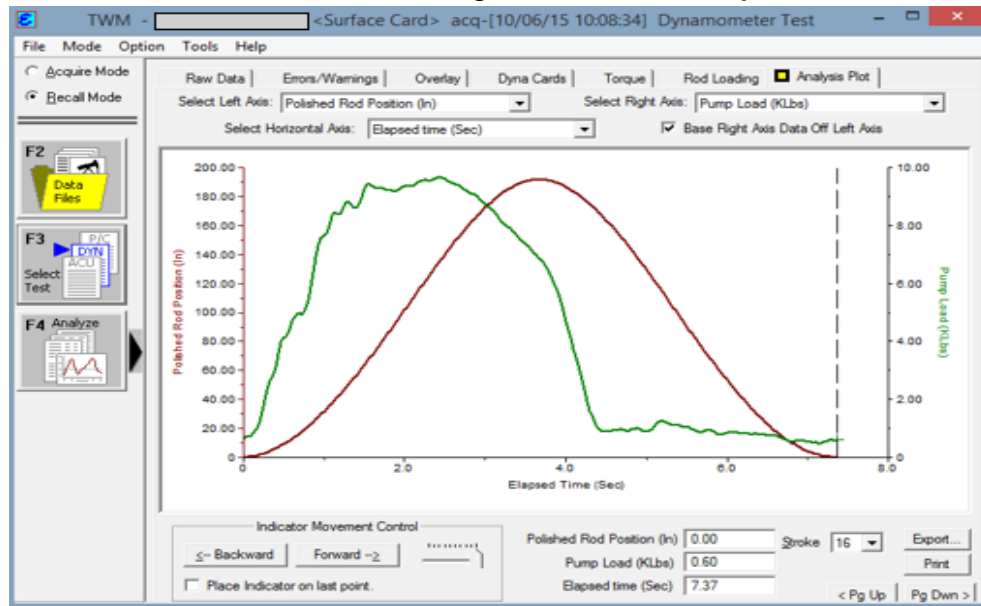 TWM - <Surface Card> acq-[10/06/15 10:08:34] Dynamometer Test
File Mode Option Tools Help
Acquire Mode
Recall Mode
F2
Data
Files
F3
P/C
DYN
ACU
Select
Test
F4 Analyze
Raw Data Errors/Warnings Overlay Dyna Cards Torque Rod Loading Analysis Plot
Select Left Axis: Polished Rod Position (In) Select Right Axis: Pump Load (KLbs)
Select Horizontal Axis: Elapsed time (Sec) Base Right Axis Data Off Left Axis
200.00
180.00
160.00
140.00
120.00
100.00
80.00
60.00
40.00
20.00
0
Polished Rod Position (In)
10.00
8.00
6.00
4.00
2.00
0
Pump Load (KLbs)
0 2.0 4.0 6.0 8.0
Elapsed Time (Sec)
Indicator Movement Control
<-- Backward Forward -->
Place Indicator on last point.
Polished Rod Position (In) 0.00
Pump Load (KLbs) 0.60
Elapsed time (Sec) 7.37
Stroke 16
Export...
Print
< Pg Up Pg Dwn >